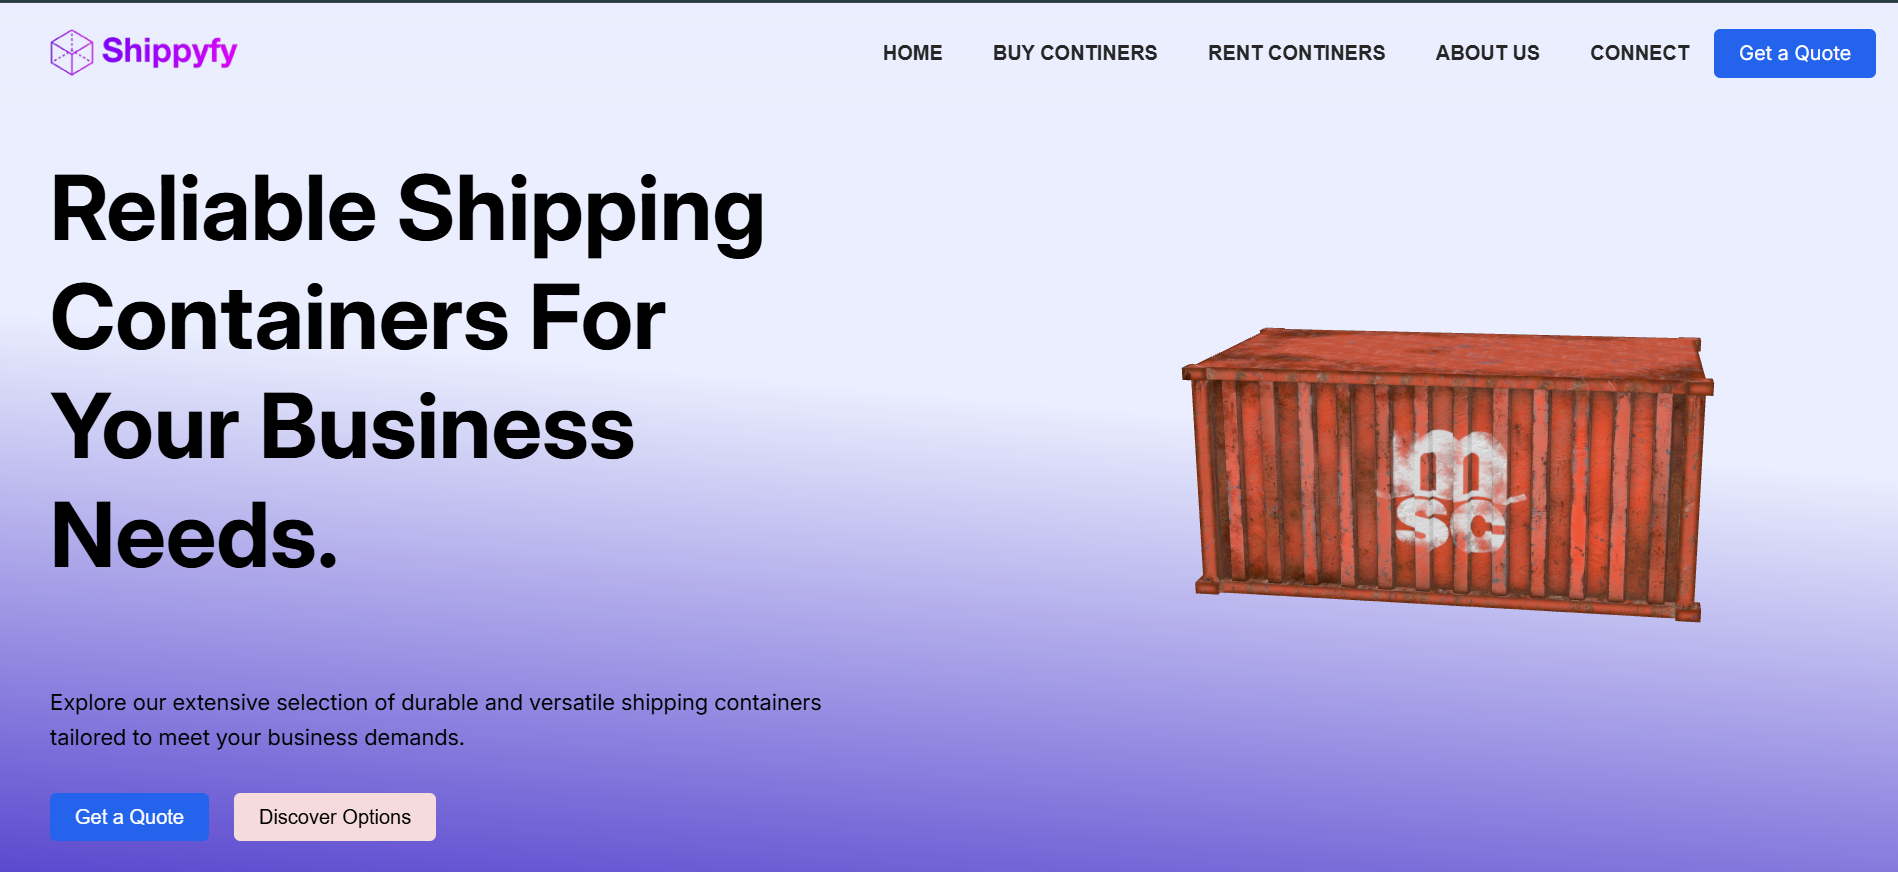 Shippyfy
HOME
BUY CONTINERS
RENT CONTINERS
ABOUT US
CONNECT
Get a Quote
Reliable Shipping
Containers For
Your Business
Needs.
msc
Explore our extensive selection of durable and versatile shipping containers
tailored to meet your business demands.
Get a Quote
Discover Options